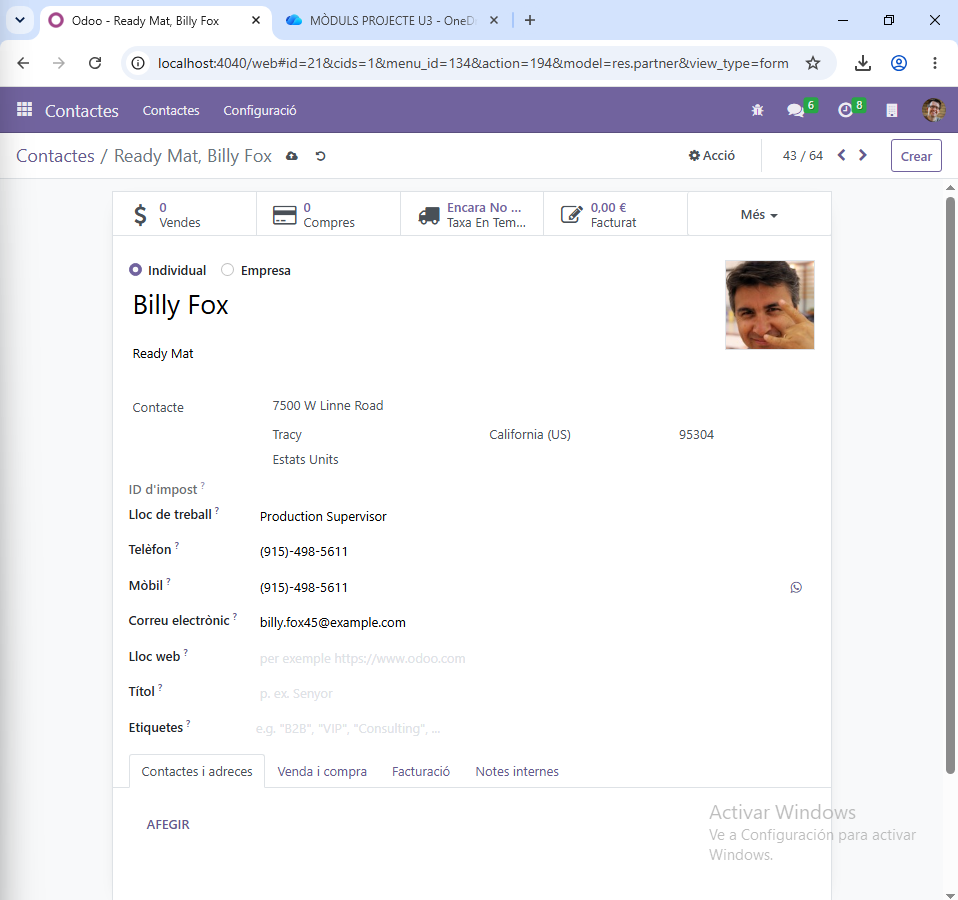 Odoo - Ready Mat, Billy Fox
MÒDULS PROJECTE U3 - OneD
localhost:4040/web#id=21&cids=1&menu_id=134&action=194&model=res.partner&view_type=form
Contactes Contactes Configuració 6 8
Contactes / Ready Mat, Billy Fox Acció 43 / 64 Crear
0 Vendes
0 Compres
Encara No ... Taxa En Tem...
0,00 € Facturat
Més
Individual Empresa
Billy Fox
Ready Mat
Contacte 7500 W Linne Road
Tracy California (US) 95304
Estats Units
ID d'impost ?
Lloc de treball ? Production Supervisor
Telèfon ? (915)-498-5611
Mòbil ? (915)-498-5611
Correu electrònic ? billy.fox45@example.com
Lloc web ? per exemple https://www.odoo.com
Títol ? p. ex. Senyor
Etiquetes ? e.g. "B2B", "VIP", "Consulting", ...
Contactes i adreces Venda i compra Facturació Notes internes
AFEGIR
Activar Windows
Ve a Configuración para activar
Windows.